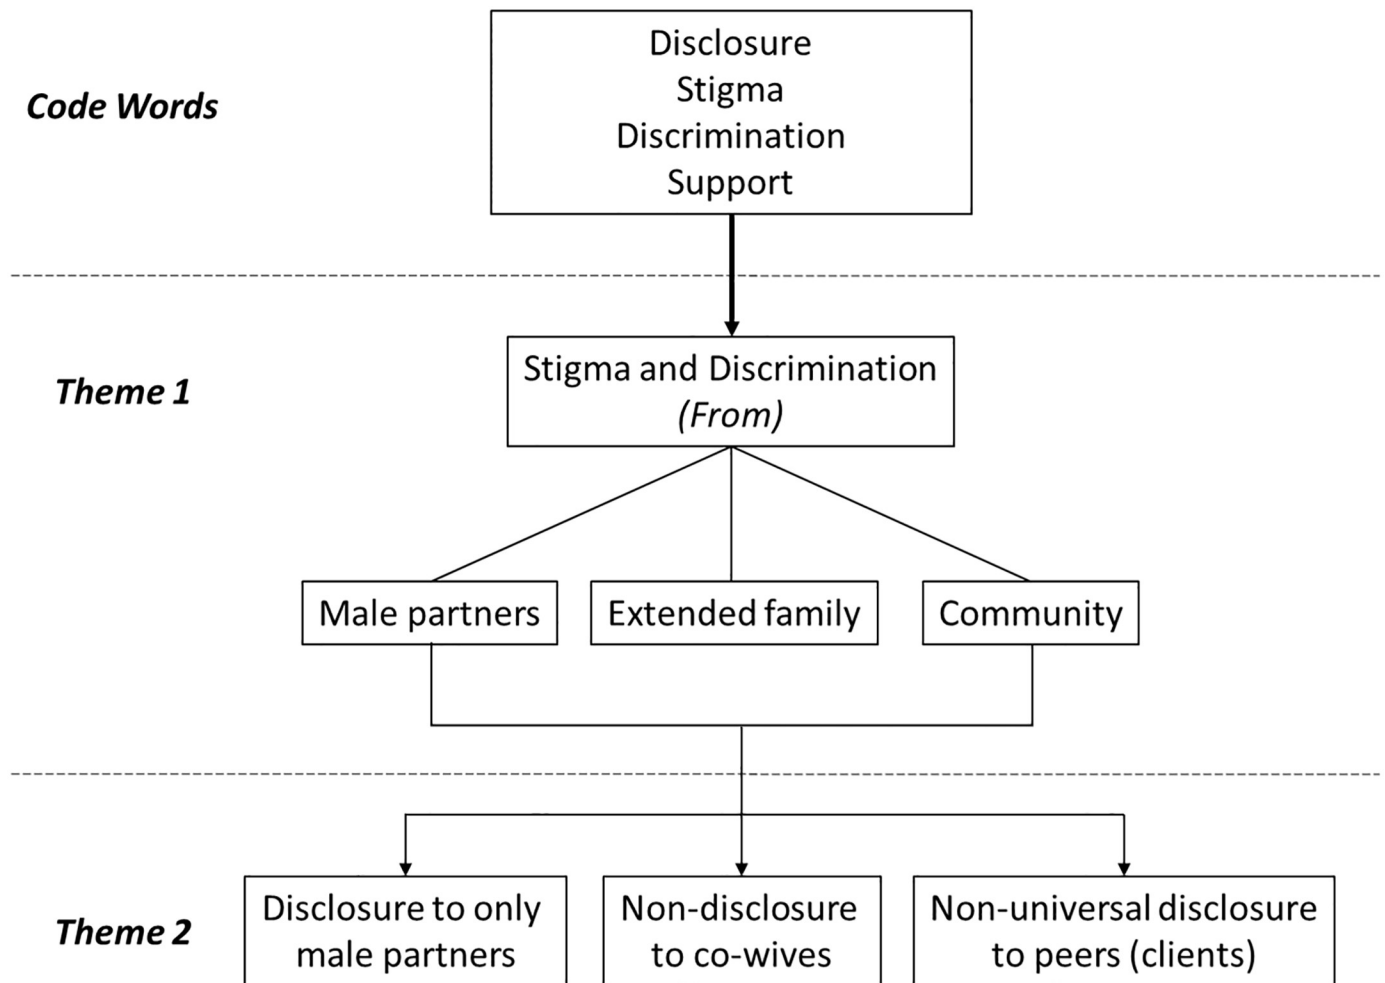 Code Words
Disclosure
Stigma
Discrimination
Support
Theme 1
Stigma and Discrimination
(From)
Male partners
Extended family
Community
Theme 2
Disclosure to only
male partners
Non-disclosure
to co-wives
Non-universal disclosure
to peers (clients)